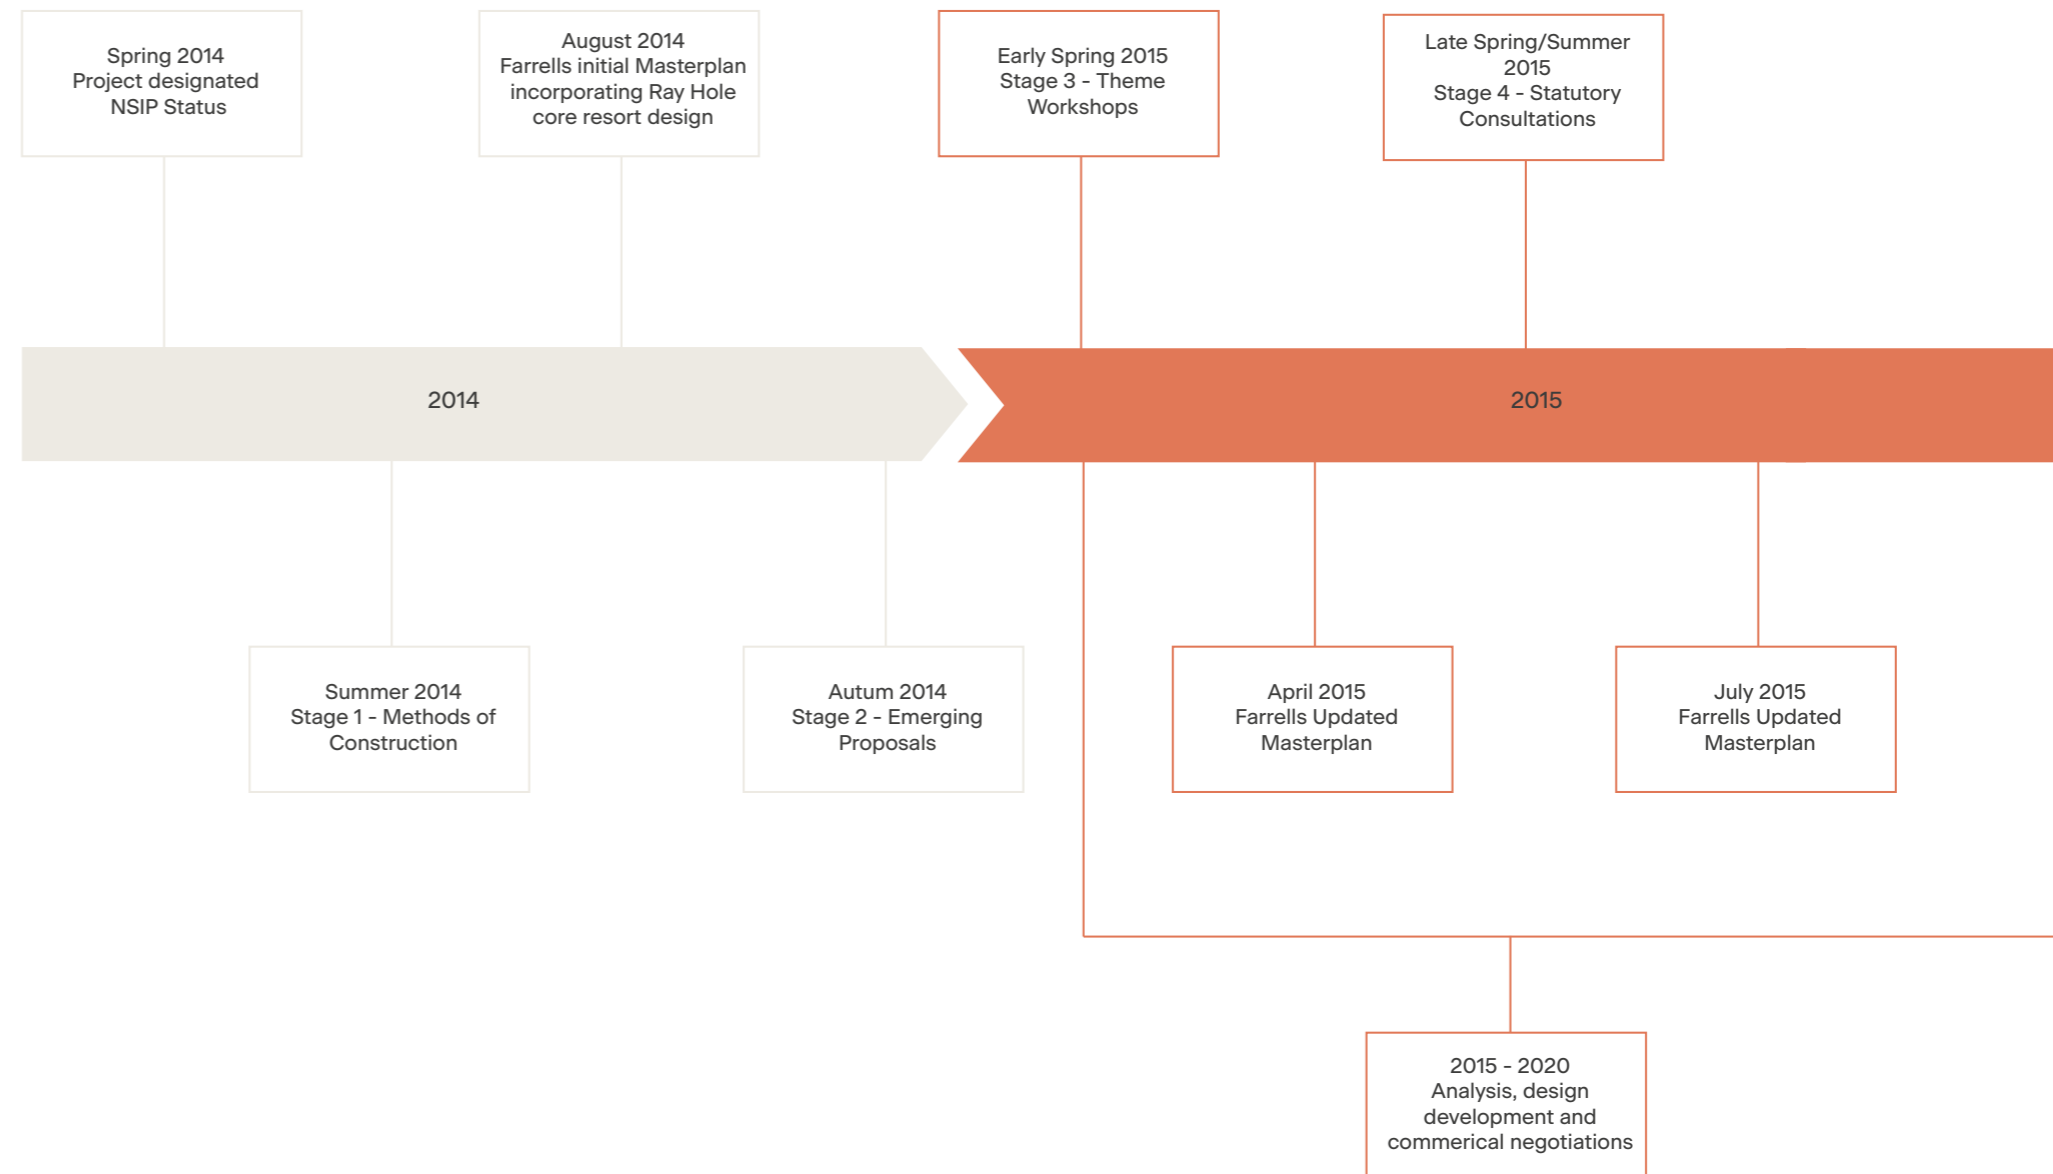 Spring 2014
Project designated
NSIP Status
August 2014
Farrells initial Masterplan
incorporating Ray Hole
core resort design
Early Spring 2015
Stage 3 - Theme
Workshops
Late Spring/Summer
2015
Stage 4 - Statutory
Consultations
2014
2015
Summer 2014
Stage 1 - Methods of
Construction
Autum 2014
Stage 2 - Emerging
Proposals
April 2015
Farrells Updated
Masterplan
July 2015
Farrells Updated
Masterplan
2015 - 2020
Analysis, design
development and
commerical negotiations